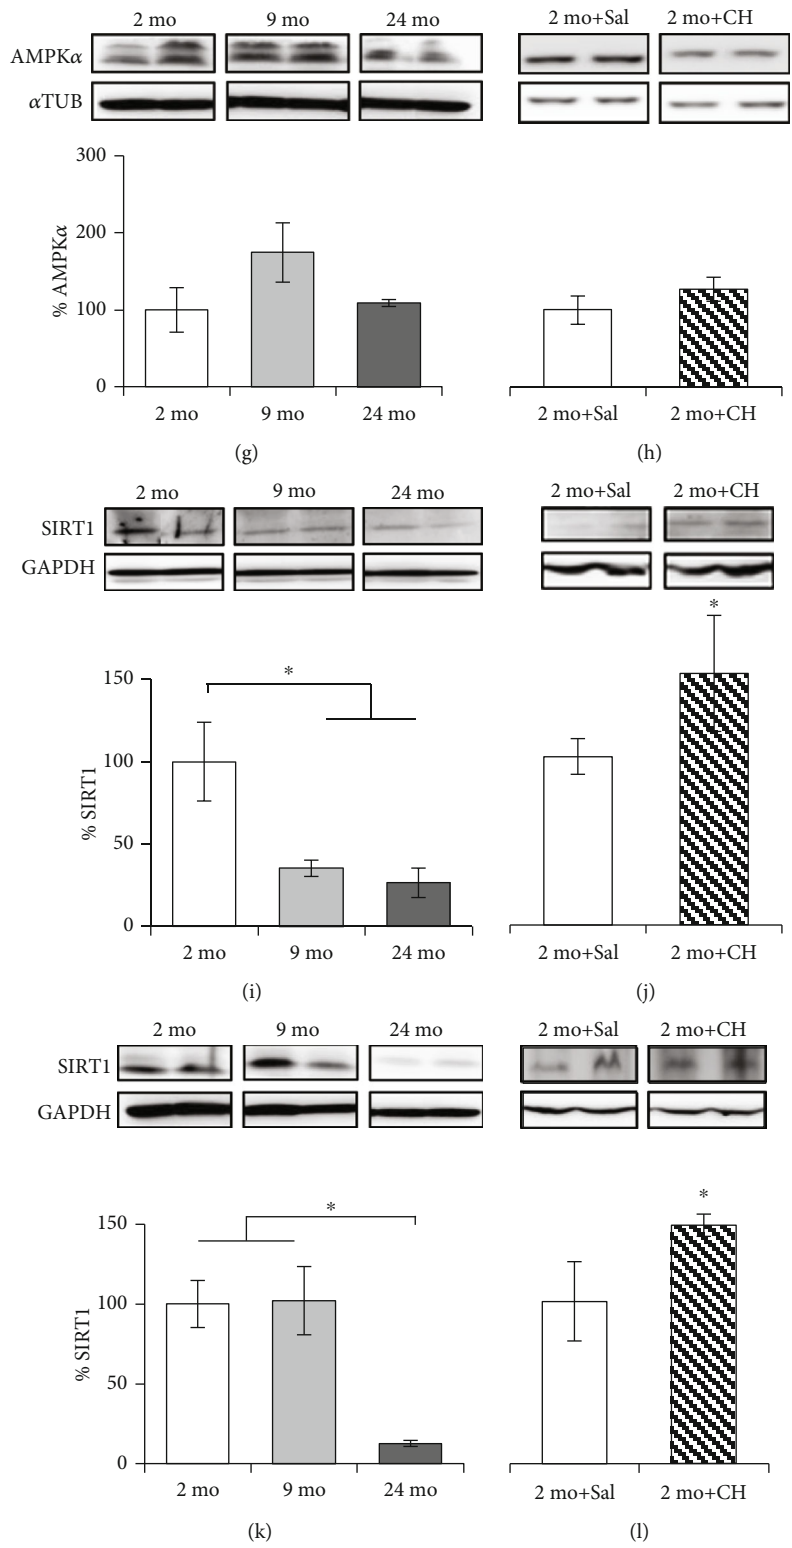 2 mo 9 mo 24 mo 2 mo+Sal 2 mo+CH
AMPKα
αTUB
300
200
100
0
% AMPKα
2 mo 9 mo 24 mo 2 mo+Sal 2 mo+CH
(g) (h)
2 mo 9 mo 24 mo 2 mo+Sal 2 mo+CH
SIRT1
GAPDH
*
150
*
100
50
0
% SIRT1
2 mo 9 mo 24 mo 2 mo+Sal 2 mo+CH
(i) (j)
2 mo 9 mo 24 mo 2 mo+Sal 2 mo+CH
SIRT1
GAPDH
* *
150
100
50
0
% SIRT1
2 mo 9 mo 24 mo 2 mo+Sal 2 mo+CH
(k) (l)